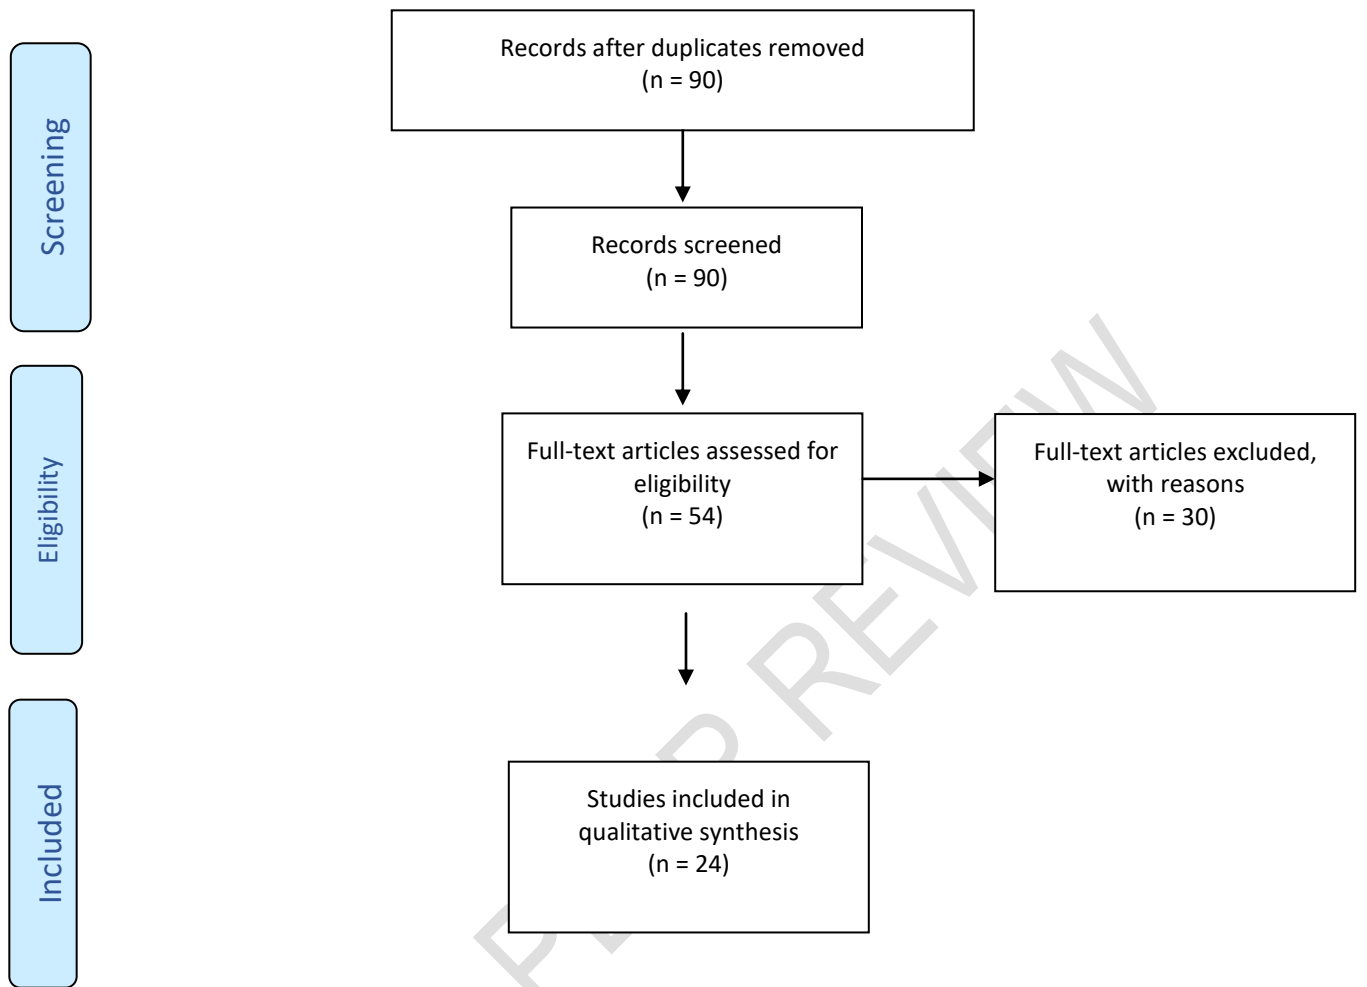 Screening
Records after duplicates removed
(n = 90)
Records screened
(n = 90)
Eligibility
Full-text articles assessed for
eligibility
(n = 54)
Full-text articles excluded,
with reasons
(n = 30)
Included
Studies included in
qualitative synthesis
(n = 24)
PEER REVIEW